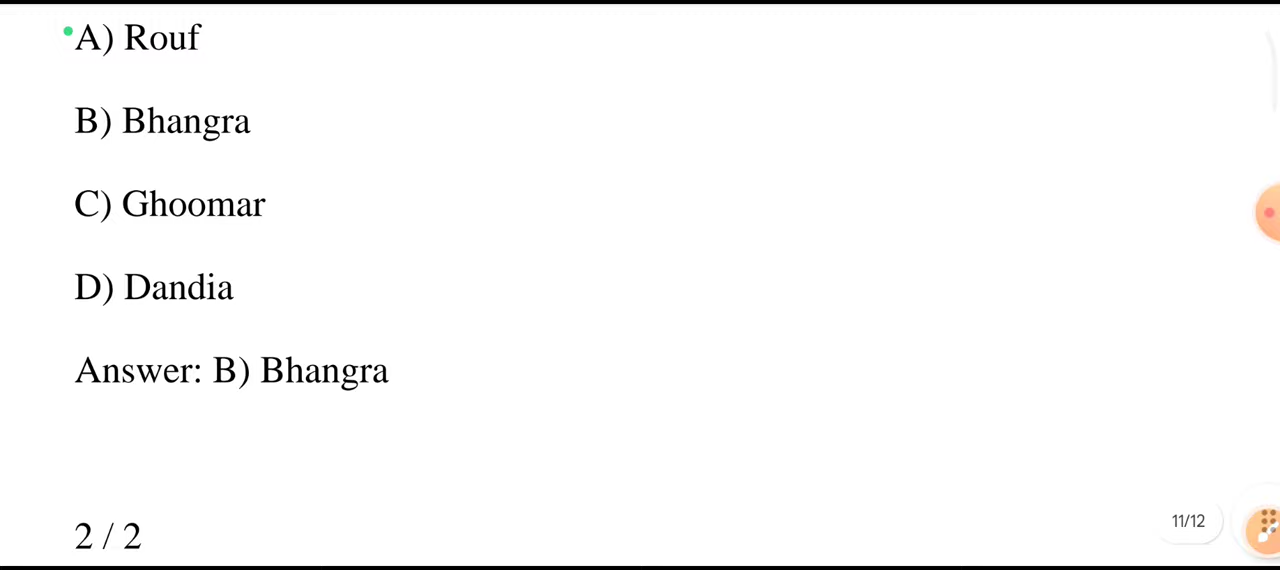 A) Rouf
B) Bhangra
C) Ghoomar
D) Dandia
Answer: B) Bhangra
2 / 2
11/12